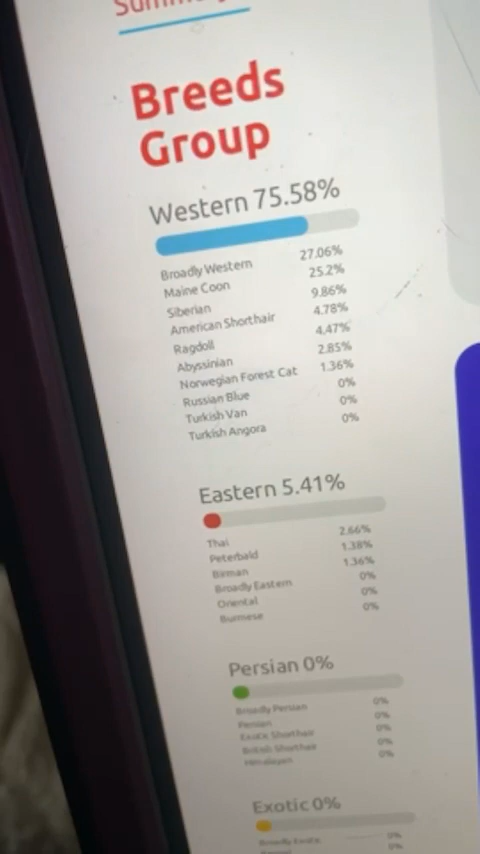 Breeds
Group
Western 75.58%
Broadly Western 27.06%
Maine Coon 25.2%
Siberian 9.86%
American Shorthair 4.78%
Ragdoll 4.47%
Abyssinian 2.85%
Norwegian Forest Cat 1.36%
Russian Blue 0%
Turkish Van 0%
Turkish Angora 0%
Eastern 5.41%
Thai 2.66%
Peterbald 1.38%
Birman 1.36%
Broadly Eastern 0%
Oriental 0%
Burmese 0%
Persian 0%
Broadly Persian 0%
Persian 0%
Exotic Shorthair 0%
British Shorthair 0%
Himalayan 0%
Exotic 0%
Broadly Exotic 0%
0%